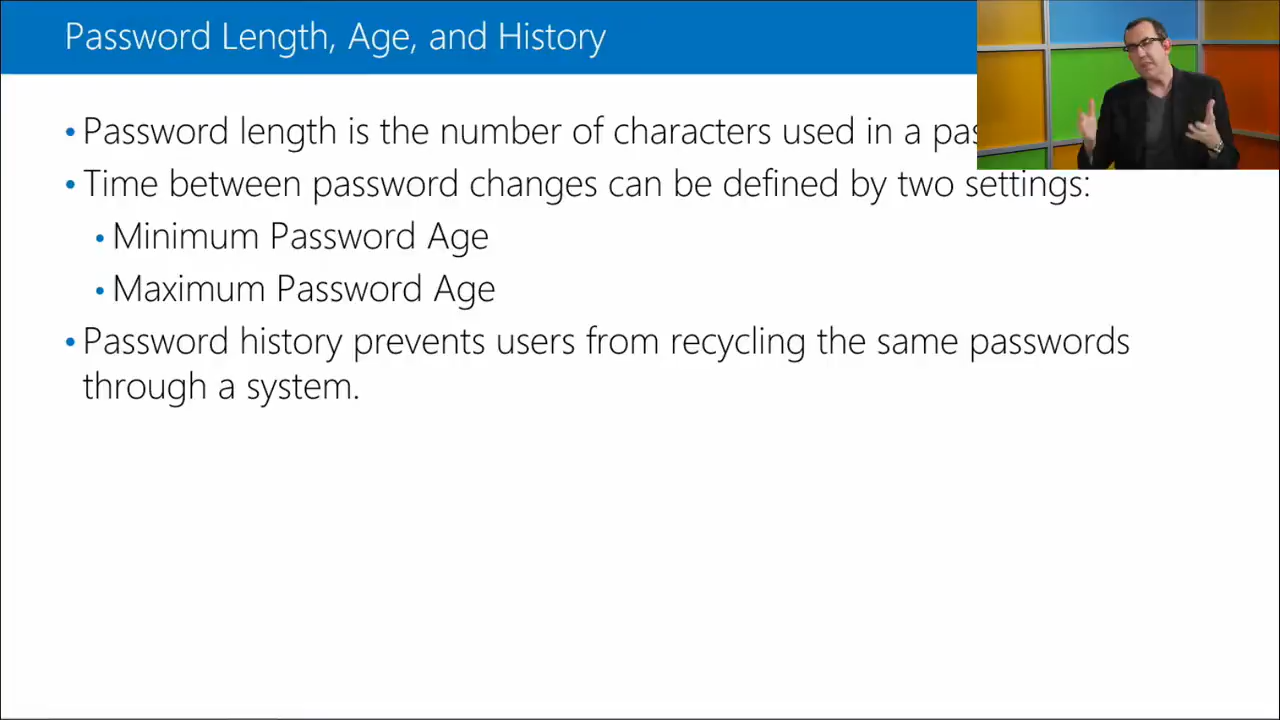 Password Length, Age, and History
• Password length is the number of characters used in a
• Time between password changes can be defined by two settings:
• Minimum Password Age
• Maximum Password Age
• Password history prevents users from recycling the same passwords
through a system.